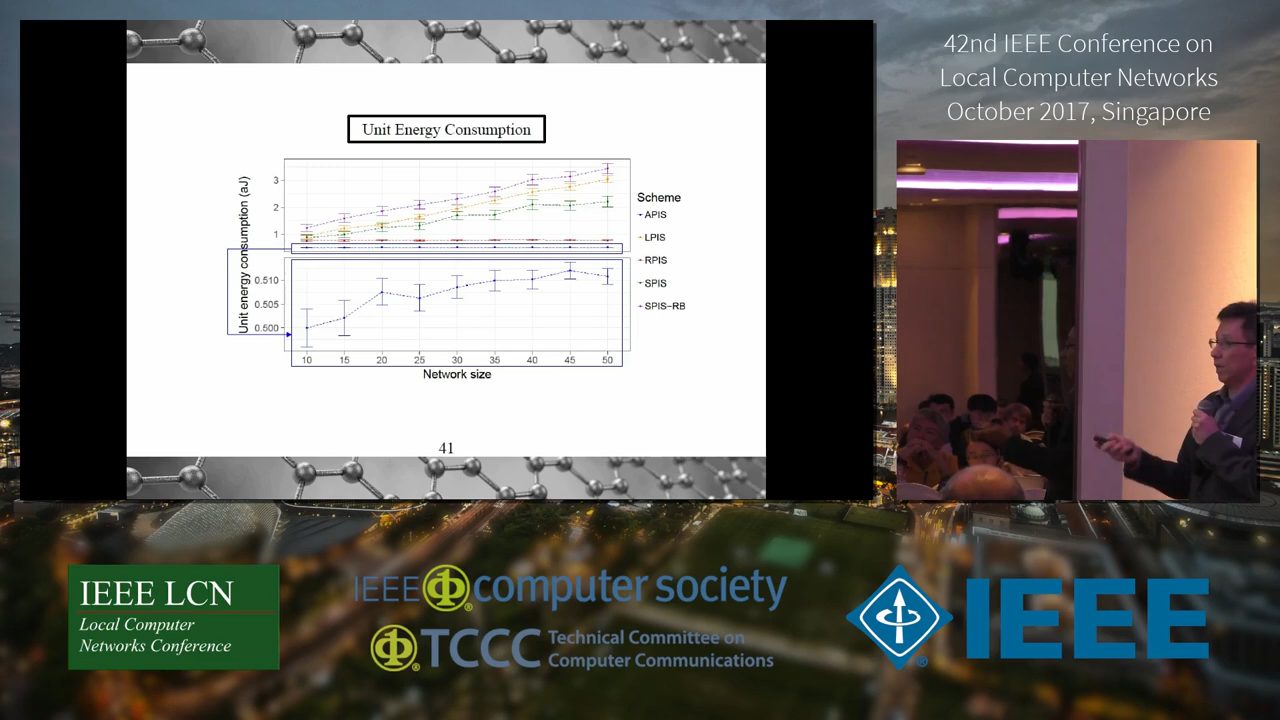 42nd IEEE Conference on
Local Computer Networks
October 2017, Singapore
Unit Energy Consumption
Unit energy consumption (aJ)
3
2
1
0.510
0.505
0.500
10 15 20 25 30 35 40 45 50
Network size
Scheme
APIS
LPIS
RPIS
SPIS
SPIS-RB
41
IEEE LCN
Local Computer
Networks Conference
IEEE computer society
TCCC Technical Committee on
Computer Communications
IEEE